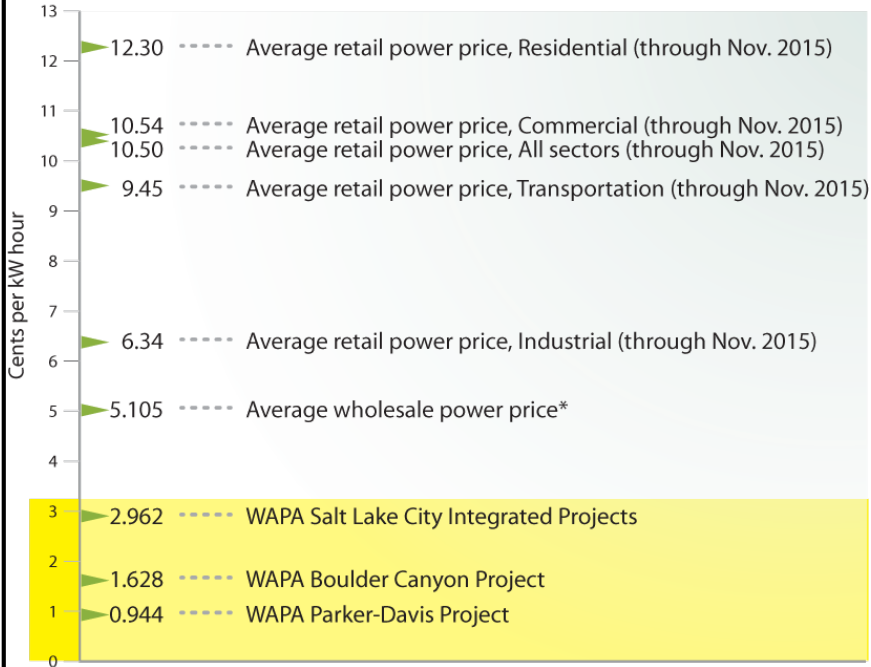 13
12.30 Average retail power price, Residential (through Nov. 2015)
12
11
10.54 Average retail power price, Commercial (through Nov. 2015)
10.50 Average retail power price, All sectors (through Nov. 2015)
10
9.45 Average retail power price, Transportation (through Nov. 2015)
9
8
7
6.34 Average retail power price, Industrial (through Nov. 2015)
6
5
5.105 Average wholesale power price*
4
3
2.962 WAPA Salt Lake City Integrated Projects
2
1.628 WAPA Boulder Canyon Project
1
0.944 WAPA Parker-Davis Project
0
Cents per kW hour